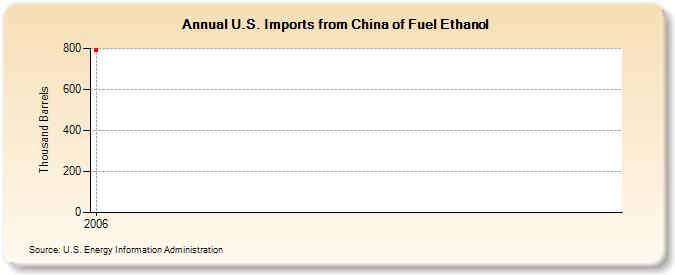 Annual U.S. Imports from China of Fuel Ethanol
Thousand Barrels
800
600
400
200
0
2006
Source: U.S. Energy Information Administration